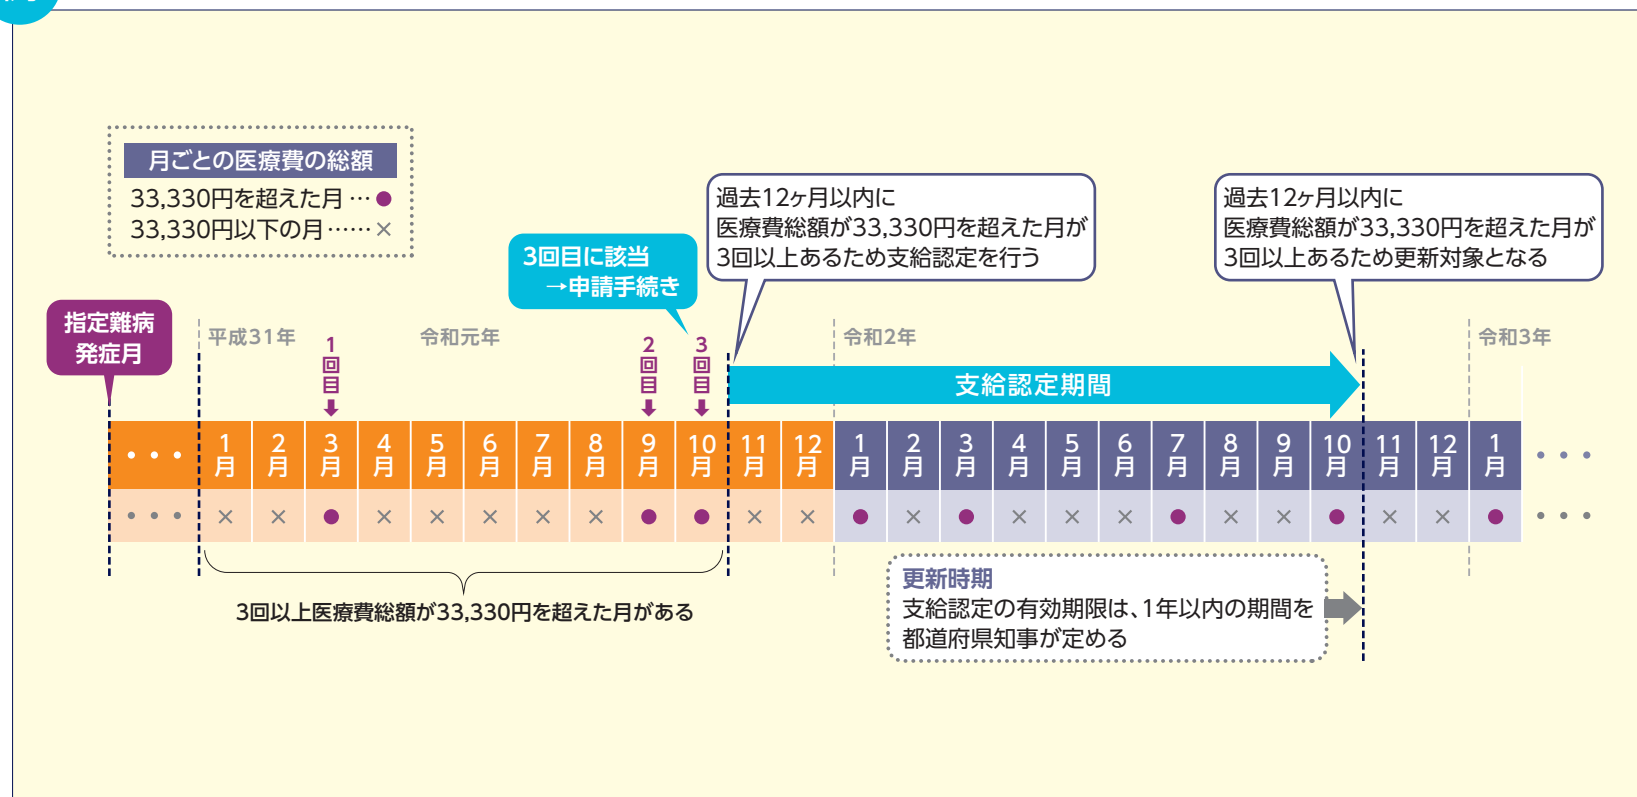 月ごとの医療費の総額
33,330円を超えた月…●
33,330円以下の月……×
3回目に該当
→申請手続き
過去12ヶ月以内に
医療費総額が33,330円を超えた月が
3回以上あるため支給認定を行う
過去12ヶ月以内に
医療費総額が33,330円を超えた月が
3回以上あるため更新対象となる
指定難病
発症月
平成31年 令和元年 令和2年 令和3年
1回目
2回目
3回目
支給認定期間
・・・ 1月 2月 3月 4月 5月 6月 7月 8月 9月 10月 11月 12月 1月 2月 3月 4月 5月 6月 7月 8月 9月 10月 11月 12月 1月 ・・・
・・・ × × ● × × × × × ● ● × × ● × ● × × × ● × × ● × × ● ・・・
3回以上医療費総額が33,330円を超えた月がある
更新時期
支給認定の有効期限は、1年以内の期間を
都道府県知事が定める